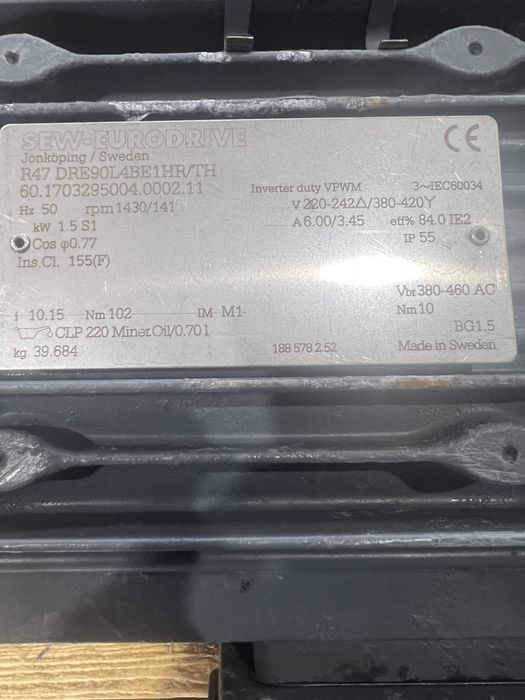 SEW-EURODRIVE
CE
Jönköping / Sweden
R47 DRE90L4BE1HR/TH
60.1703295004.0002.11
Inverter duty VPWM 3~IEC60034
Hz 50 rpm 1430/141
V 220-242△/380-420Y
kW 1.5 S1
A 6.00/3.45 eff% 84.0 IE2
Cos φ0.77
IP 55
Ins.Cl. 155(F)
Vbr 380-460 AC
i 10.15 Nm 102 IM M1
Nm 10
CLP 220 Miner.Oil/0.70 l
BG1.5
kg 39.684
188 578 2.52
Made in Sweden